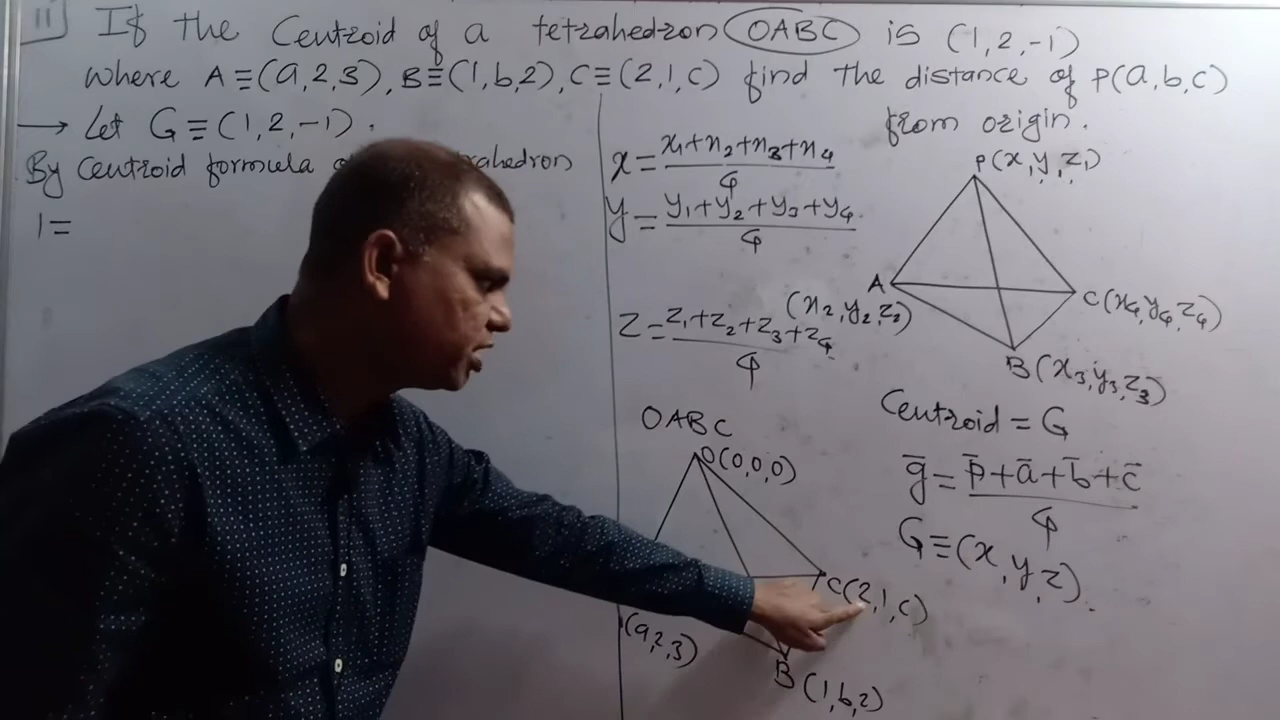 11 If the Centroid of a tetrahedron OABC is (1,2,-1)
where A≡(a,2,3), B≡(1,b,2), C≡(2,1,c) find the distance of P(a,b,c)
from origin.
→ Let G≡(1,2,-1).
By Centroid formula trahedron
1=
x = x₁+x₂+x₃+x₄ / 4
y = y₁+y₂+y₃+y₄ / 4
z = z₁+z₂+z₃+z₄ / 4
P(x,y,z₁)
A
(x₂,y₂,z₂)
C(x₄,y₄,z₄)
B(x₃,y₃,z₃)
OABC
O(0,0,0)
C(2,1,c)
(a,2,3)
B(1,b,2)
Centroid = G
g̅ = p̅+a̅+b̅+c̅ / 4
G≡(x,y,z).